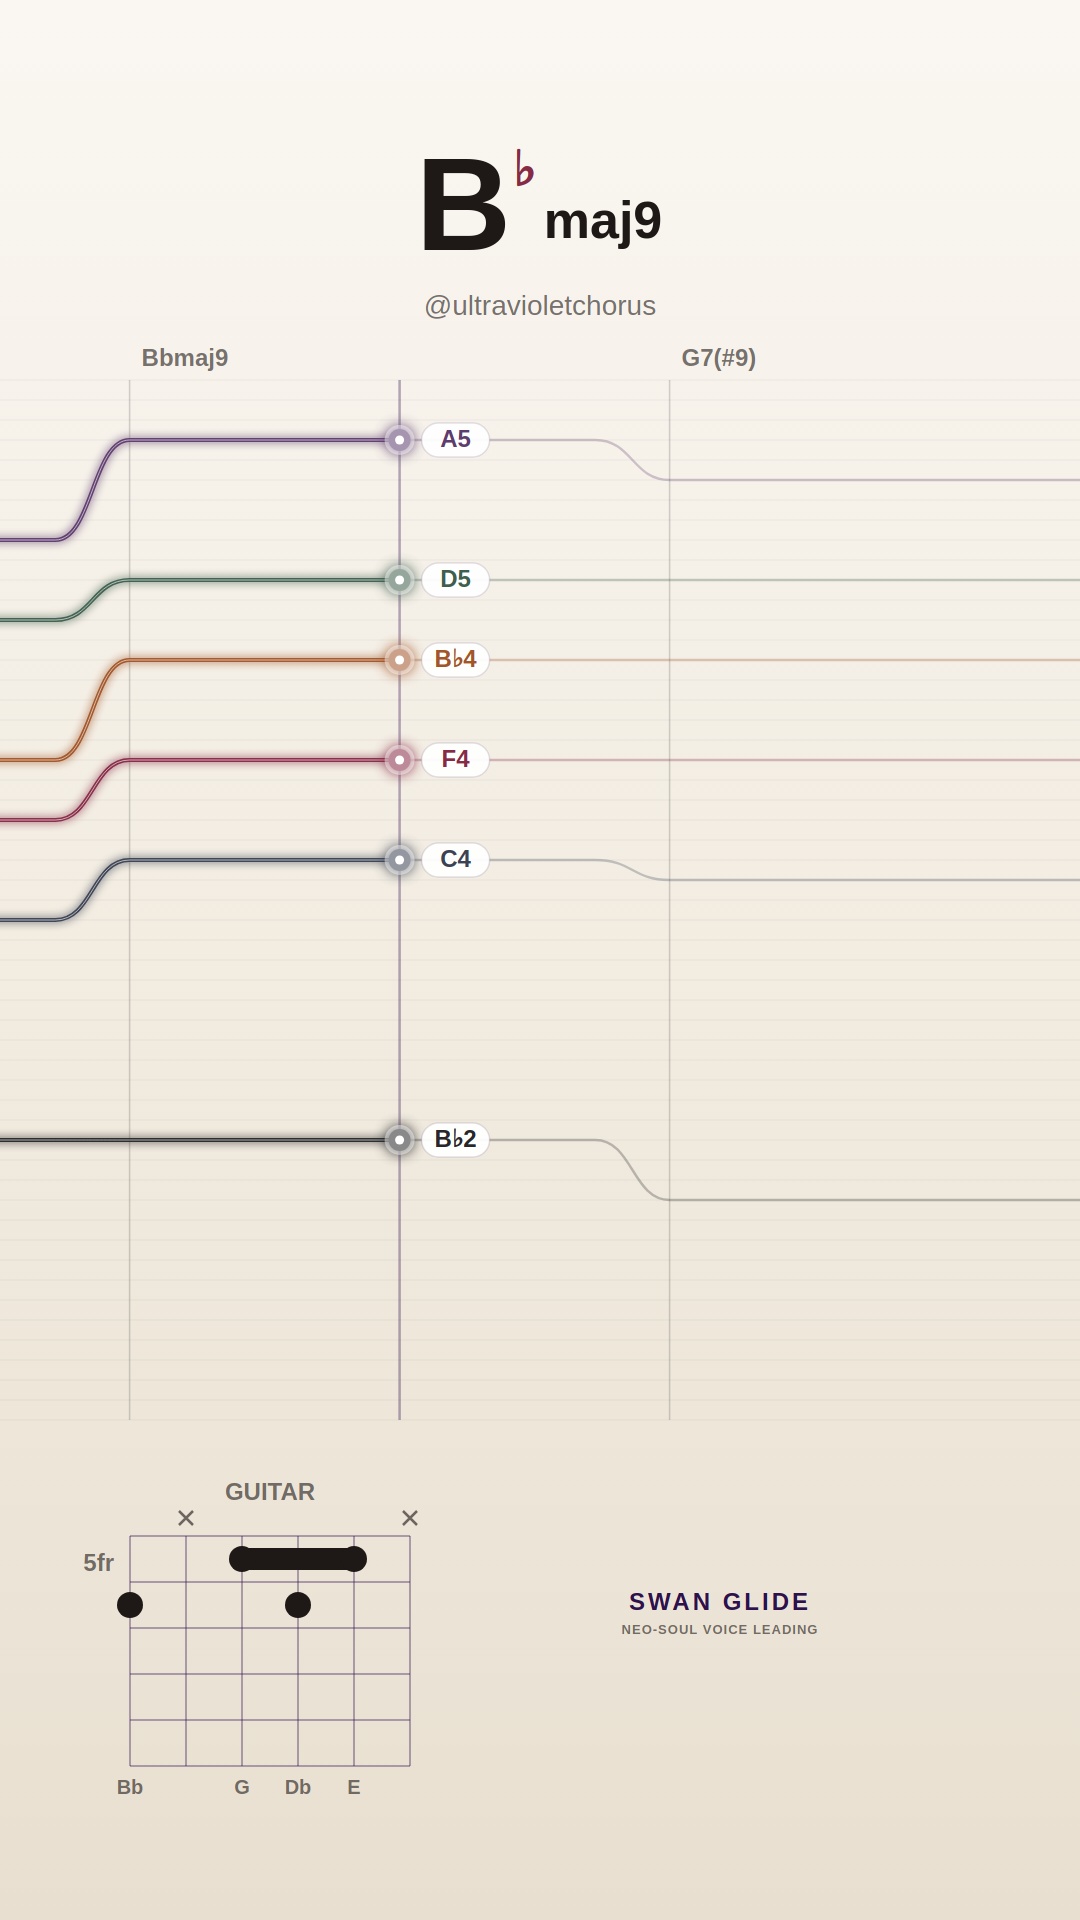 B♭maj9
@ultravioletchorus
Bbmaj9 G7(#9)
A5
D5
B♭4
F4
C4
B♭2
GUITAR
× ×
5fr
SWAN GLIDE
NEO-SOUL VOICE LEADING
Bb G Db E